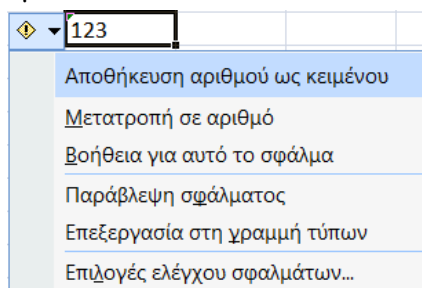 123
Αποθήκευση αριθμού ως κειμένου
Μετατροπή σε αριθμό
Βοήθεια για αυτό το σφάλμα
Παράβλεψη σφάλματος
Επεξεργασία στη γραμμή τύπων
Επιλογές ελέγχου σφαλμάτων...